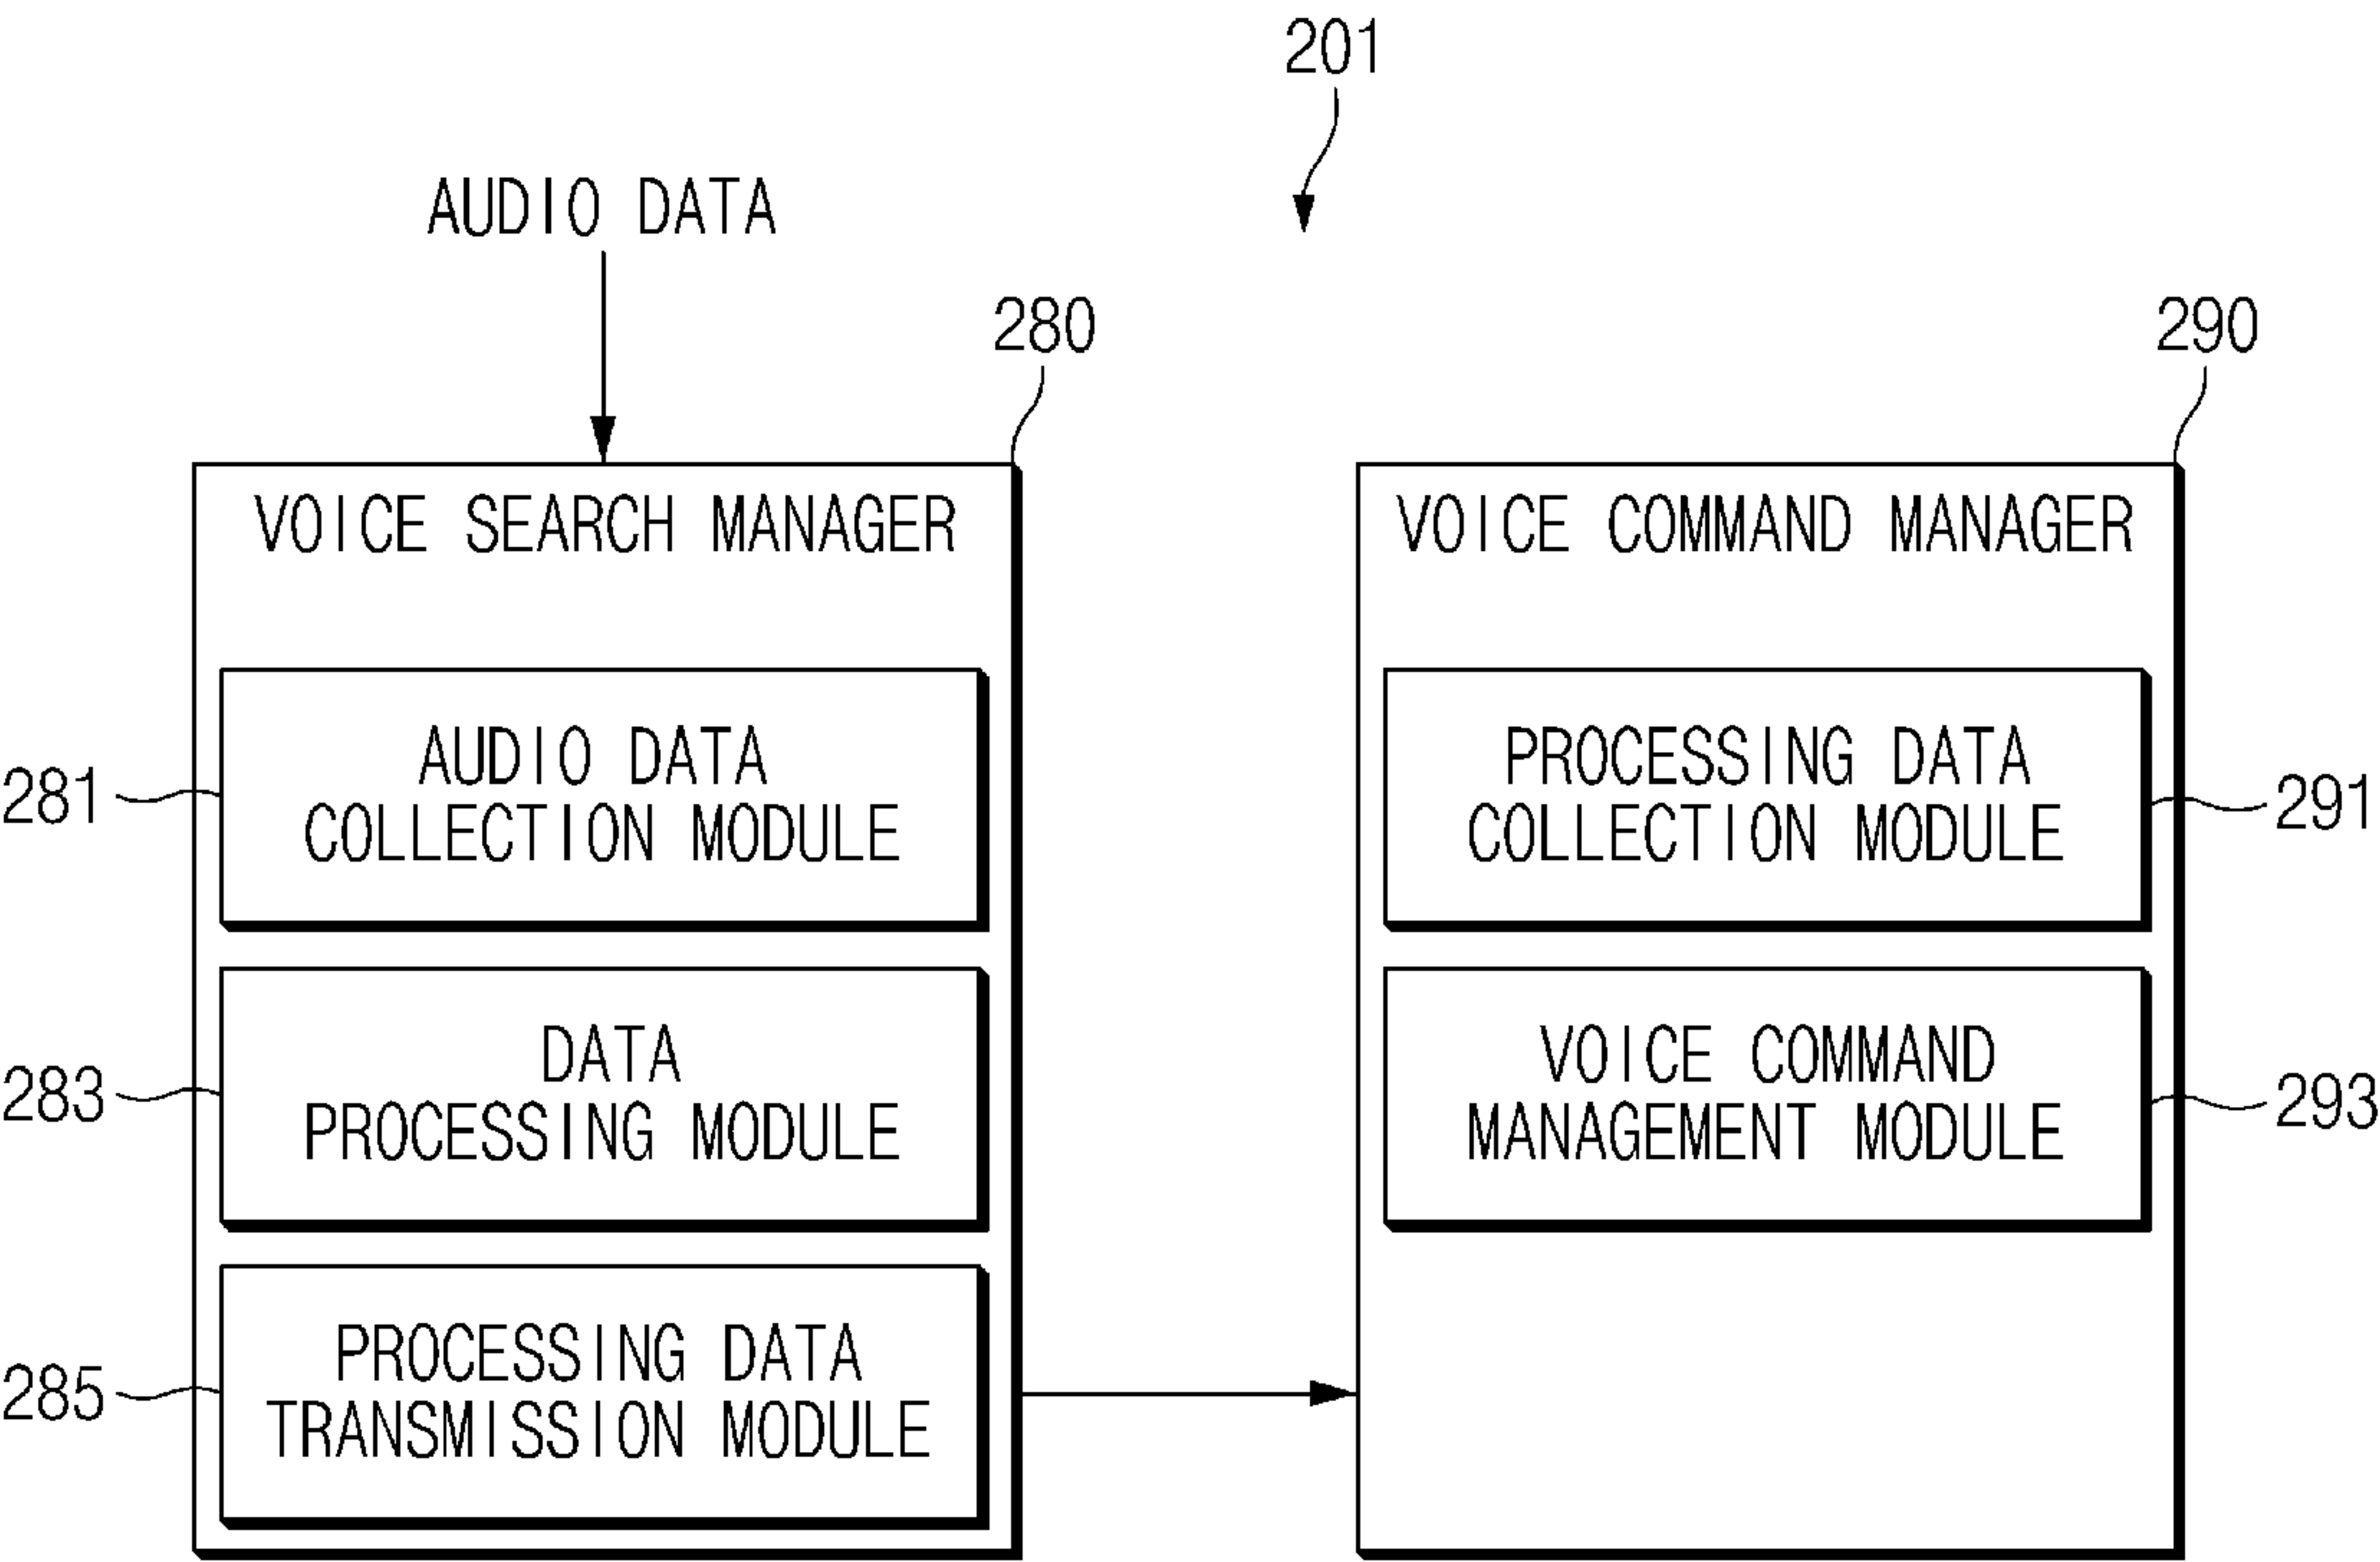 201
AUDIO DATA
280
290
VOICE SEARCH MANAGER
VOICE COMMAND MANAGER
281
AUDIO DATA
COLLECTION MODULE
PROCESSING DATA
COLLECTION MODULE
291
283
DATA
PROCESSING MODULE
VOICE COMMAND
MANAGEMENT MODULE
293
285
PROCESSING DATA
TRANSMISSION MODULE